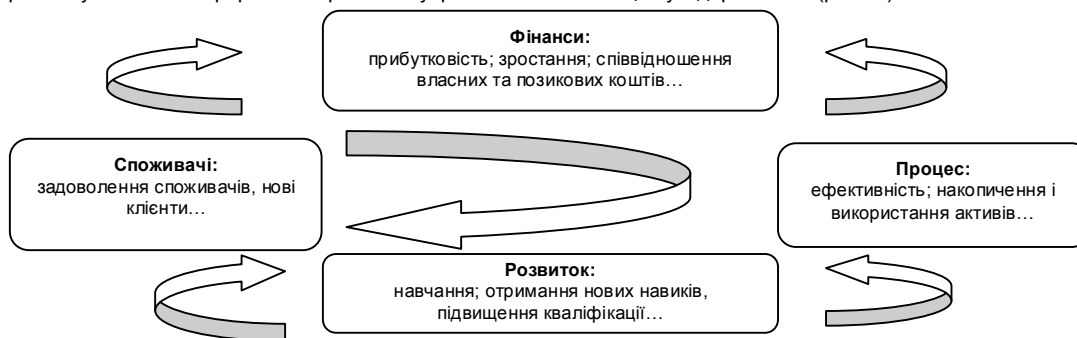 Фінанси:
прибутковість; зростання; співвідношення
власних та позикових коштів…
Споживачі:
задоволення споживачів, нові
клієнти…
Процес:
ефективність; накопичення і
використання активів…
Розвиток:
навчання; отримання нових навиків,
підвищення кваліфікації…